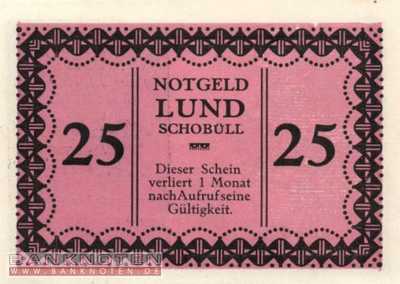 NOTGELD
LUND
SCHOBÜLL
25
25
Dieser Schein
verliert 1 Monat
nach Aufruf seine
Gültigkeit.
BANKNOTEN
WWW.BANKNOTEN.DE